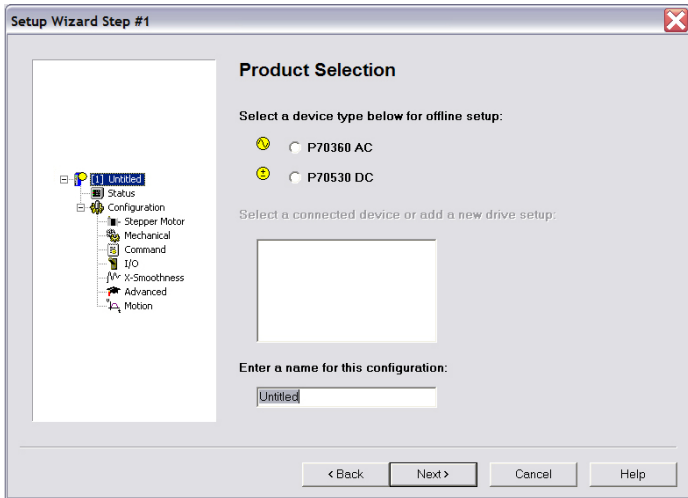 Setup Wizard Step #1
Product Selection
Select a device type below for offline setup:
P70360 AC
P70530 DC
Select a connected device or add a new drive setup:
[1] Untitled
Status
Configuration
Stepper Motor
Mechanical
Command
I/O
X-Smoothness
Advanced
Motion
Enter a name for this configuration:
Untitled
< Back
Next >
Cancel
Help